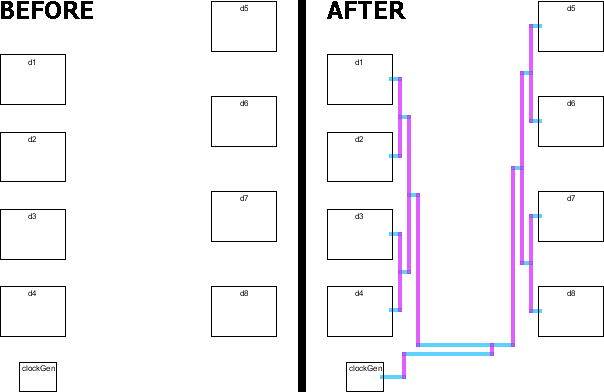 BEFORE
d5
d1
d6
d2
d7
d3
d8
d4
clockGen
AFTER
d5
d1
d6
d2
d7
d3
d8
d4
clockGen